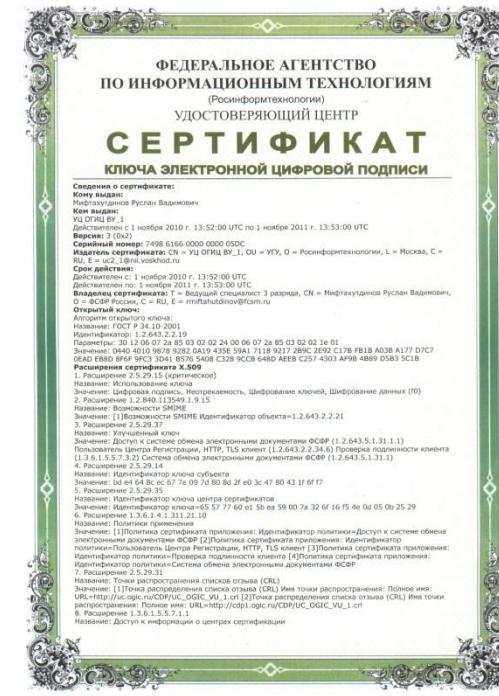 ФЕДЕРАЛЬНОЕ АГЕНТСТВО
ПО ИНФОРМАЦИОННЫМ ТЕХНОЛОГИЯМ
(Росинформтехнологии)
УДОСТОВЕРЯЮЩИЙ ЦЕНТР
СЕРТИФИКАТ
КЛЮЧА ЭЛЕКТРОННОЙ ЦИФРОВОЙ ПОДПИСИ
Сведения о сертификате:
Кому выдан:
Мифтахутдинов Руслан Вадимович
Кем выдан:
УЦ ОГИЦ ВУ_1
Действителен с 1 ноября 2010 г. 13:52:00 UTC по 1 ноября 2011 г. 13:53:00 UTC
Версия: 3 (0x2)
Серийный номер: 7498 6166 0000 0000 05DC
Издатель сертификата: CN = УЦ ОГИЦ ВУ_1, OU = УГУ, O = Росинформтехнологии, L = Москва, C =
RU, E = uc2_1@nii.voskhod.ru
Срок действия:
Действителен с: 1 ноября 2010 г. 13:52:00 UTC
Действителен по: 1 ноября 2011 г. 13:53:00 UTC
Владелец сертификата: T = Ведущий специалист 3 разряда, CN = Мифтахутдинов Руслан Вадимович,
O = ФСФР России, C = RU, E = rmiftahutdinov@fcsm.ru
Открытый ключ:
Алгоритм открытого ключа:
Название: ГОСТ Р 34.10-2001
Идентификатор: 1.2.643.2.2.19
Параметры: 30 12 06 07 2a 85 03 02 02 24 00 06 07 2a 85 03 02 02 1e 01
Значение: 0440 4010 9B78 9282 0A19 435E 59A1 7118 9217 2B9C 2E92 C17B FB1B A03B A177 D7C7
0EAD EB8D 8F6F 9FC3 3D41 B576 540B C328 9CCB 648D AEEB C257 4303 AF9B 4B89 D5B3 5C1B
Расширения сертификата X.509
1. Расширение 2.5.29.15 (критическое)
Название: Использование ключа
Значение: Цифровая подпись, Неотрекаемость, Шифрование ключей, Шифрование данных (f0)
2. Расширение 1.2.840.113549.1.9.15
Название: Возможности SMIME
Значение: [1]Возможности SMIME Идентификатор объекта=1.2.643.2.2.21
3. Расширение 2.5.29.37
Название: Улучшенный ключ
Значение: Доступ к системе обмена электронными документами ФСФР (1.2.643.5.1.31.1.1)
Пользователь Центра Регистрации, HTTP, TLS клиент (1.2.643.2.2.34.6) Проверка подлинности клиента
(1.3.6.1.5.5.7.3.2) Система обмена электронными документами ФСФР (1.2.643.5.1.31.1)
4. Расширение 2.5.29.14
Название: Идентификатор ключа субъекта
Значение: bd e4 64 8c ec 67 7e 09 7d 80 8d 2f e0 3c 47 80 43 1f 6f f7
5. Расширение 2.5.29.35
Название: Идентификатор ключа центра сертификатов
Значение: Идентификатор ключа=65 57 77 60 e1 5b ea 59 00 7a 32 6f 16 f5 4e 0d 05 0b 25 29
6. Расширение 1.3.6.1.4.1.311.21.10
Название: Политики применения
Значение: [1]Политика сертификата приложения: Идентификатор политики=Доступ к системе обмена
электронными документами ФСФР [2]Политика сертификата приложения: Идентификатор
политики=Пользователь Центра Регистрации, HTTP, TLS клиент [3]Политика сертификата приложения:
Идентификатор политики=Проверка подлинности клиента [4]Политика сертификата приложения:
Идентификатор политики=Система обмена электронными документами ФСФР
7. Расширение 2.5.29.31
Название: Точки распространения списков отзыва (CRL)
Значение: [1]Точка распределения списка отзыва (CRL) Имя точки распространения: Полное имя:
URL=http://uc.ogic.ru/CDP/UC_OGIC_VU_1.crl [2]Точка распределения списка отзыва (CRL) Имя точки
распространения: Полное имя: URL=http://cdp1.ogic.ru/CDP/UC_OGIC_VU_1.crl
8. Расширение 1.3.6.1.5.5.7.1.1
Название: Доступ к информации о центрах сертификации